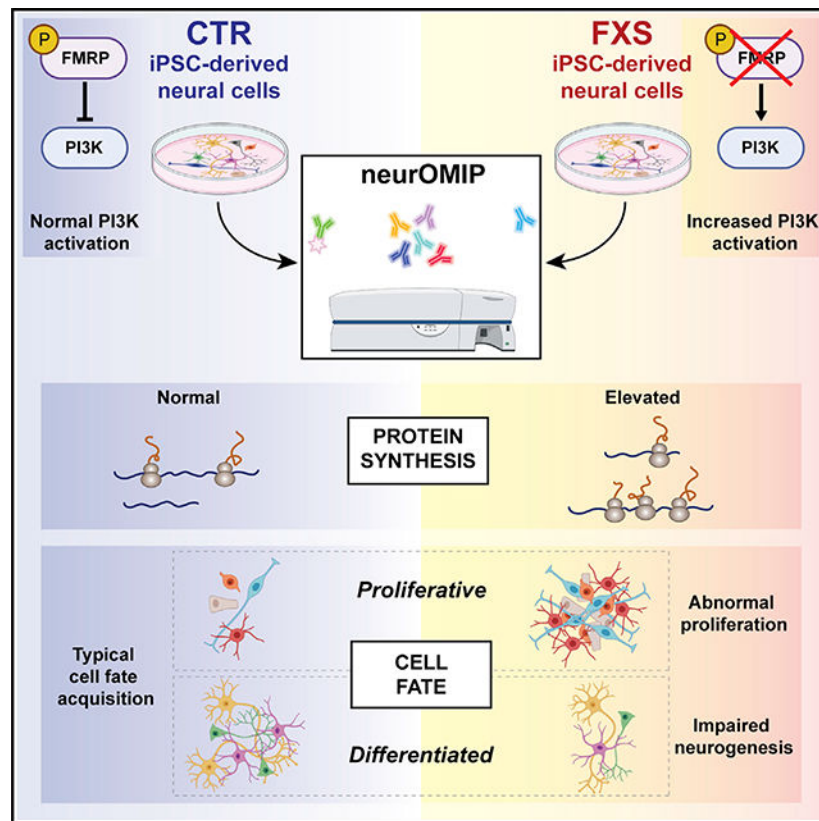 P
FMRP
PI3K
Normal PI3K
activation
CTR
iPSC-derived
neural cells
FXS
iPSC-derived
neural cells
P
FMRP
PI3K
Increased PI3K
activation
neurOMIP
Normal
PROTEIN
SYNTHESIS
Elevated
Typical
cell fate
acquisition
Proliferative
CELL
FATE
Differentiated
Abnormal
proliferation
Impaired
neurogenesis